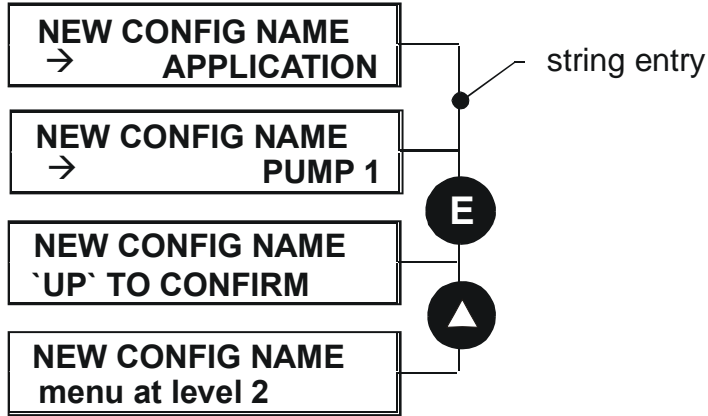 NEW CONFIG NAME
→ APPLICATION
string entry
NEW CONFIG NAME
→ PUMP 1
E
NEW CONFIG NAME
`UP` TO CONFIRM
NEW CONFIG NAME
menu at level 2